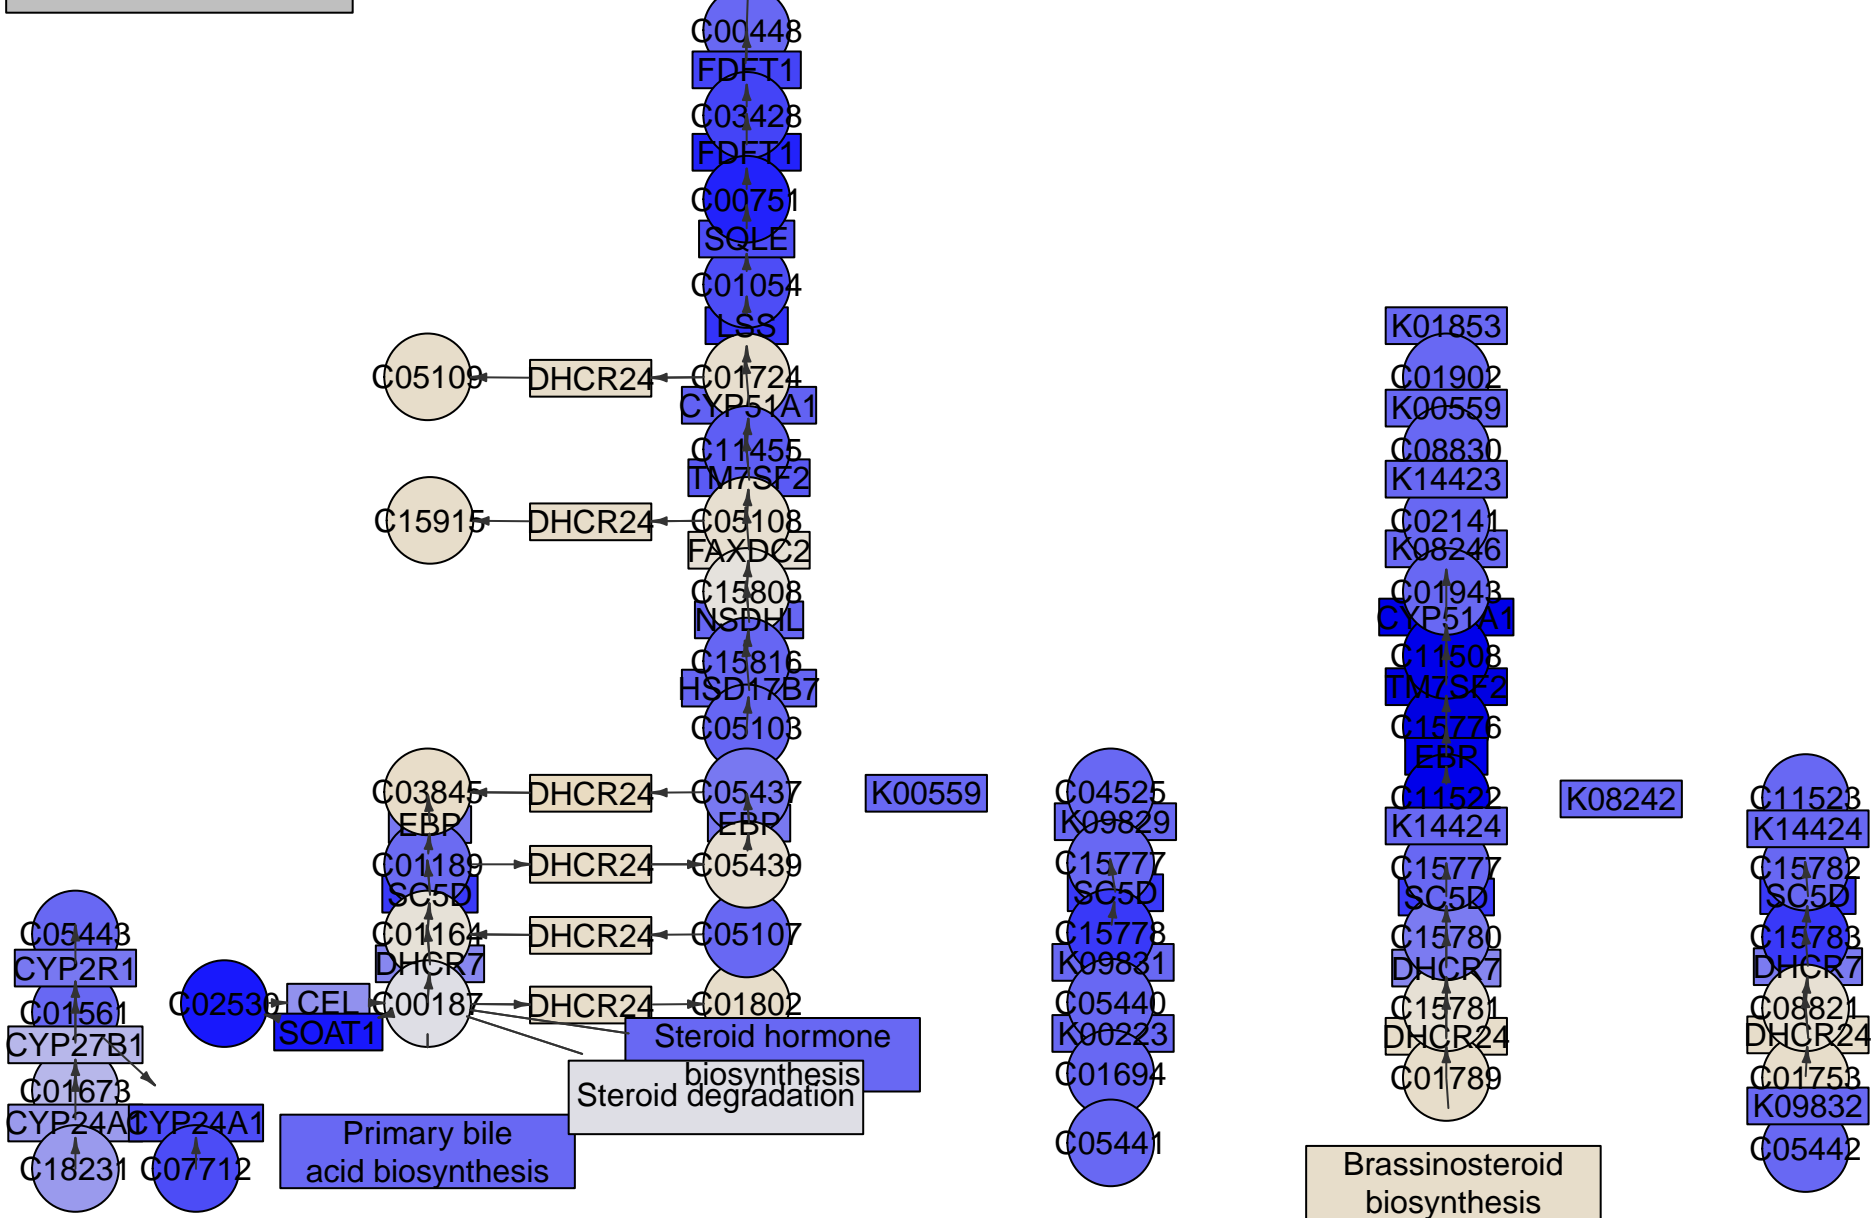 C00448
FDFT1
C03428
FDFT1
C00751
SQLE
C01054
LSS
C05109
DHCR24
C01724
CYP51A1
C11455
TM7SF2
C15915
DHCR24
C05108
FAXDC2
C15808
NSDHL
C15816
HSD17B7
C05103
C03845
DHCR24
C05437
EBP
EBP
C01189
DHCR24
C05439
SC5D
C01164
DHCR24
C05107
DHCR7
C02530
CEL
SOAT1
C00187
DHCR24
C01802
C05443
CYP2R1
C01561
CYP27B1
C01673
CYP24A1
CYP24A1
C18231
C07712
Steroid hormone
biosynthesis
Steroid degradation
Primary bile
acid biosynthesis
K00559
C04525
K09829
C15777
SC5D
C15778
K09831
C05440
K00223
C01694
C05441
K01853
C01902
K00559
C08830
K14423
C02141
K08246
C01943
CYP51A1
C11508
TM7SF2
C15776
EBP
C11522
K14424
C15777
SC5D
C15780
DHCR7
C15781
DHCR24
C01789
Brassinosteroid
biosynthesis
K08242
C11523
K14424
C15782
SC5D
C15783
DHCR7
C08821
DHCR24
C01753
K09832
C05442